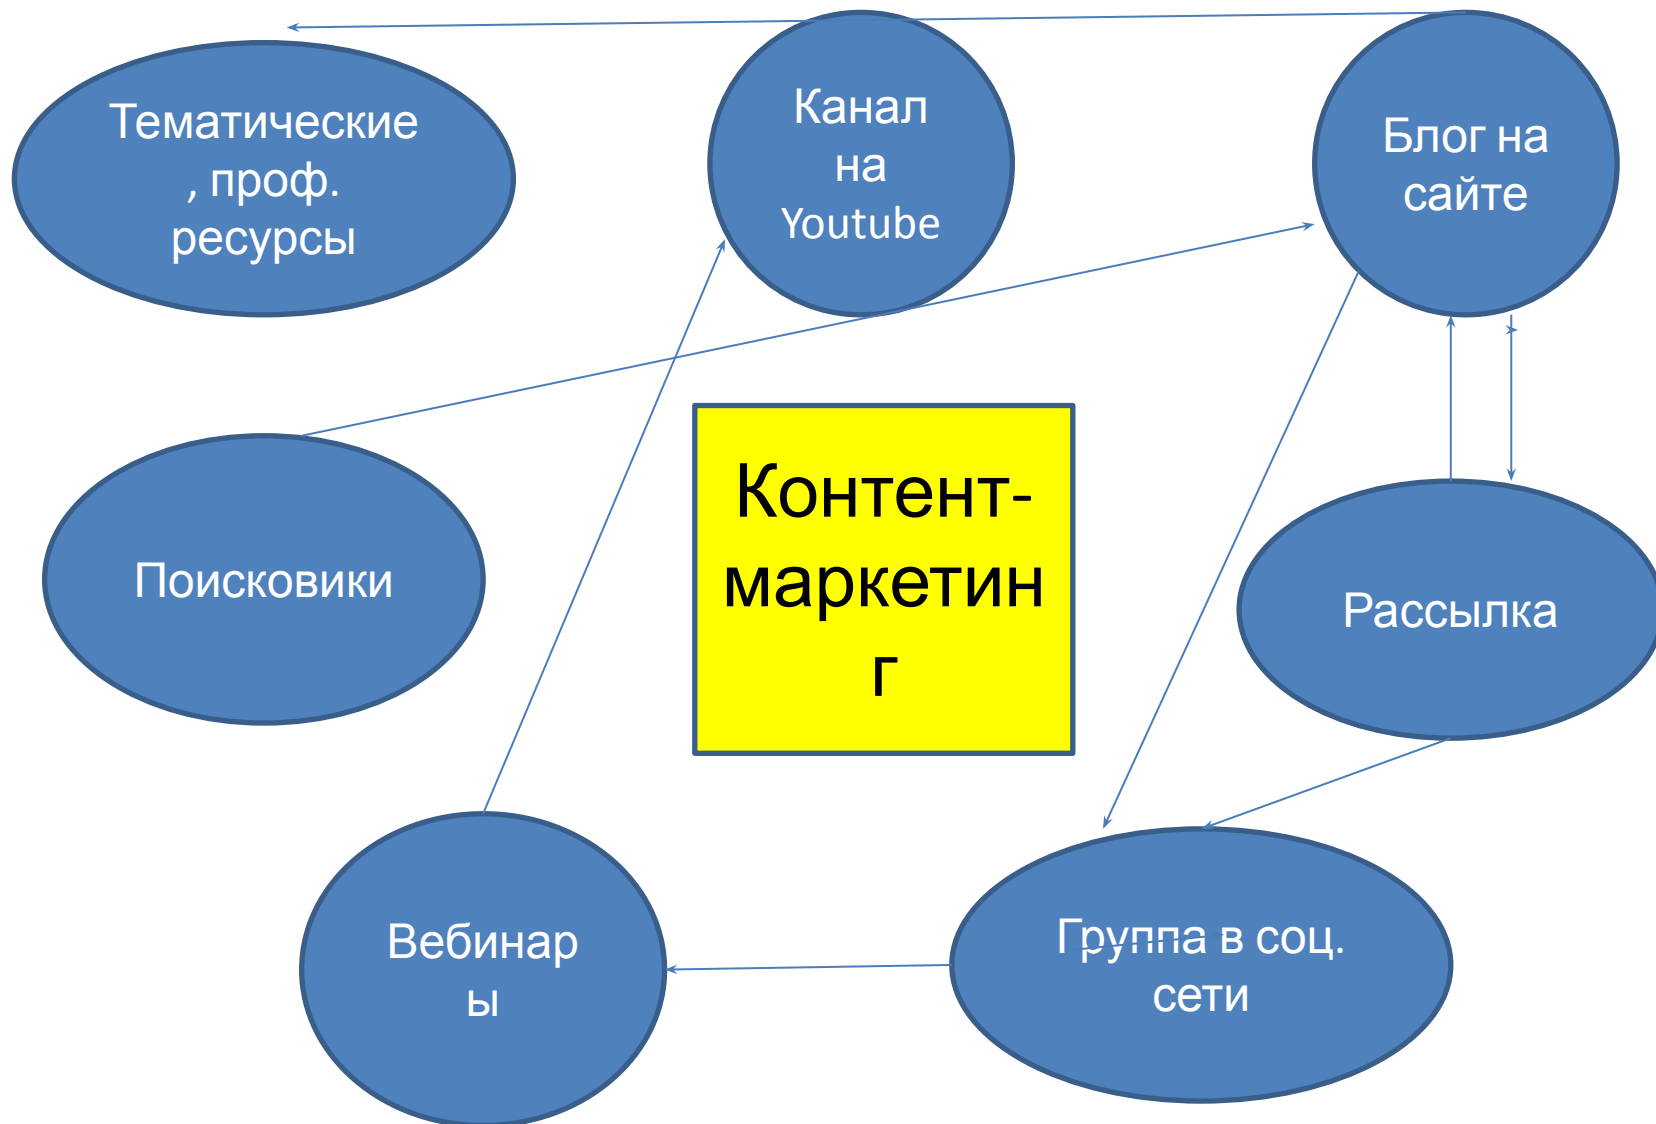 Тематические
, проф.
ресурсы
Канал
на
Youtube
Блог на
сайте
Поисковики
Контент-
маркетин
г
Рассылка
Вебинар
ы
Группа в соц.
сети